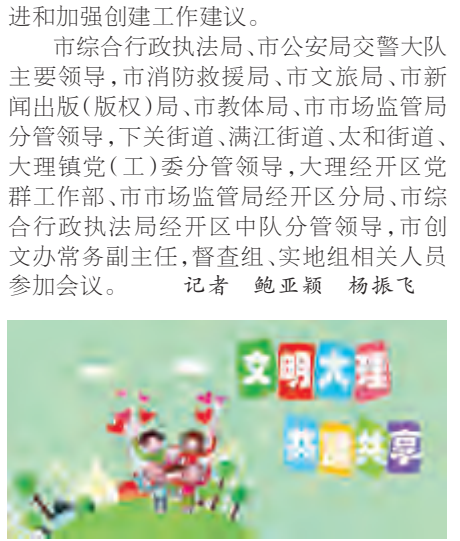 进和加强创建工作建议。
市综合行政执法局、市公安局交警大队
主要领导,市消防救援局、市文旅局、市新
闻出版(版权)局、市教体局、市市场监管局
分管领导,下关街道、满江街道、太和街道、
大理镇党(工)委分管领导,大理经开区党
群工作部、市市场监管局经开区分局、市综
合行政执法局经开区中队分管领导,市创
文办常务副主任,督查组、实地组相关人员
参加会议。 记者 鲍亚颖 杨振飞
文明大理
共建共享